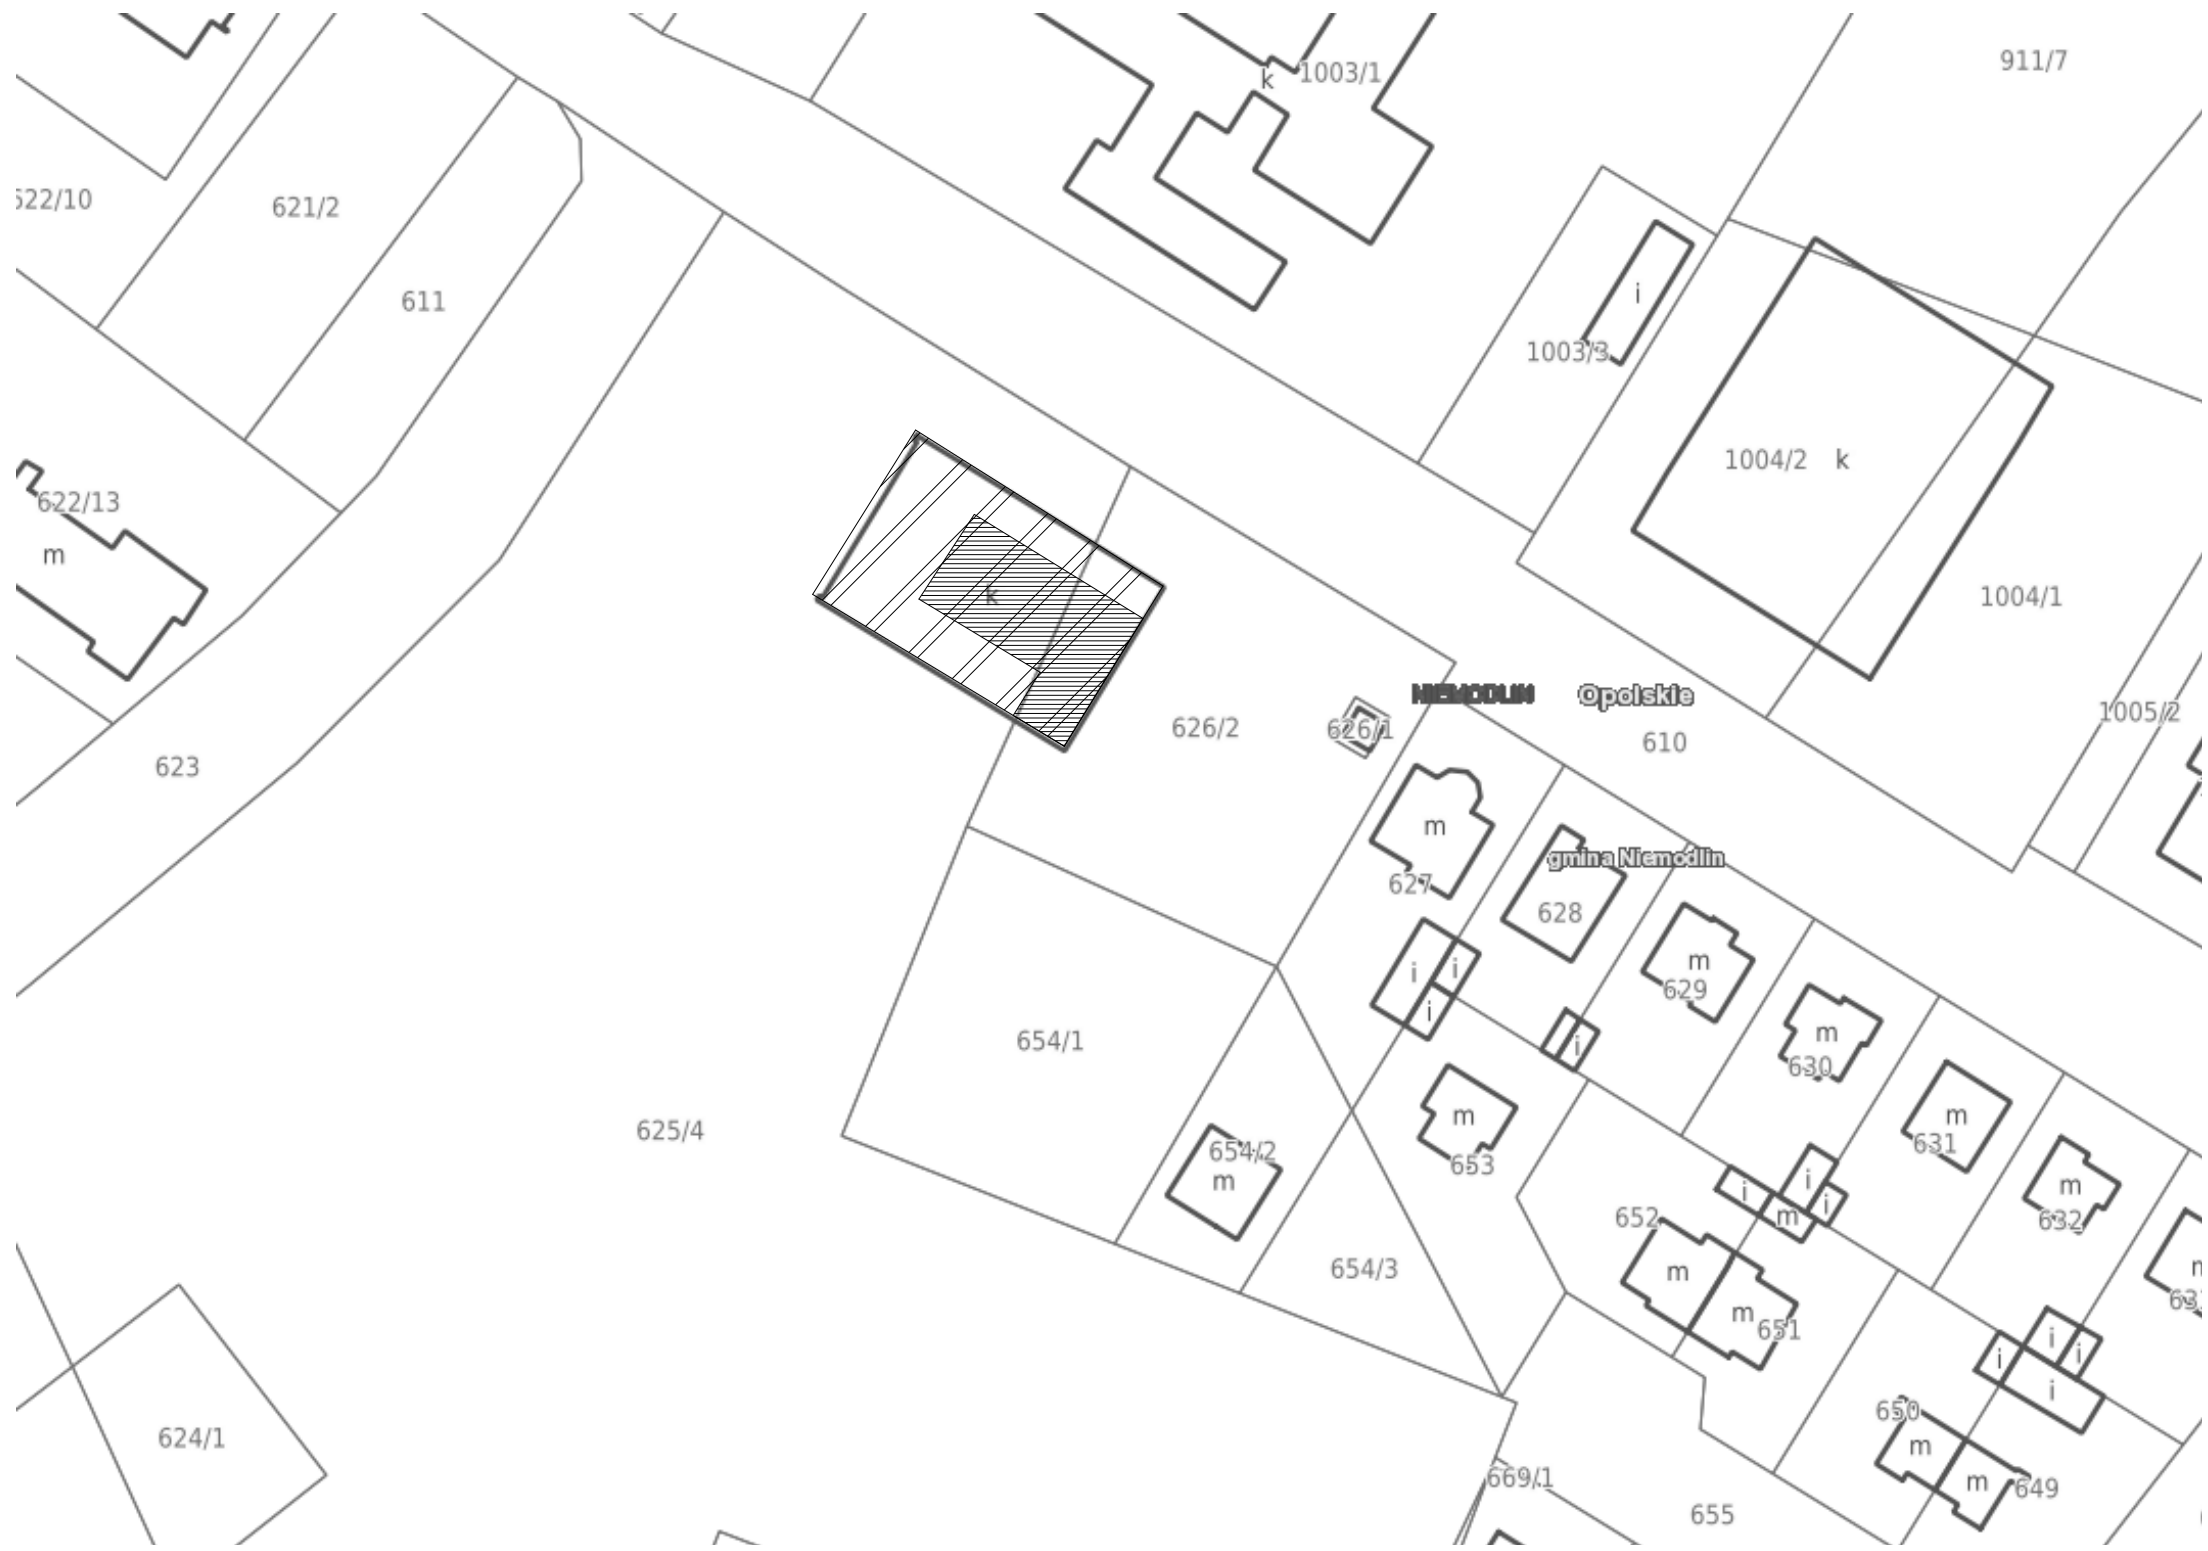 911/7
1003/1
k
522/10
621/2
611
i
1003/3
1004/2 k
622/13
m
k
1004/1
NIEMODLIN Opolskie
1005/2
626/2
626/1
610
623
m
gmina Niemodlin
627
628
i
i
m
629
i
m
630
654/1
i
625/4
m
653
m
631
654/2
m
i
i
i
m
632
652
m
654/3
m
651
m
63
i
i
i
i
650
m
624/1
669/1
m
649
655